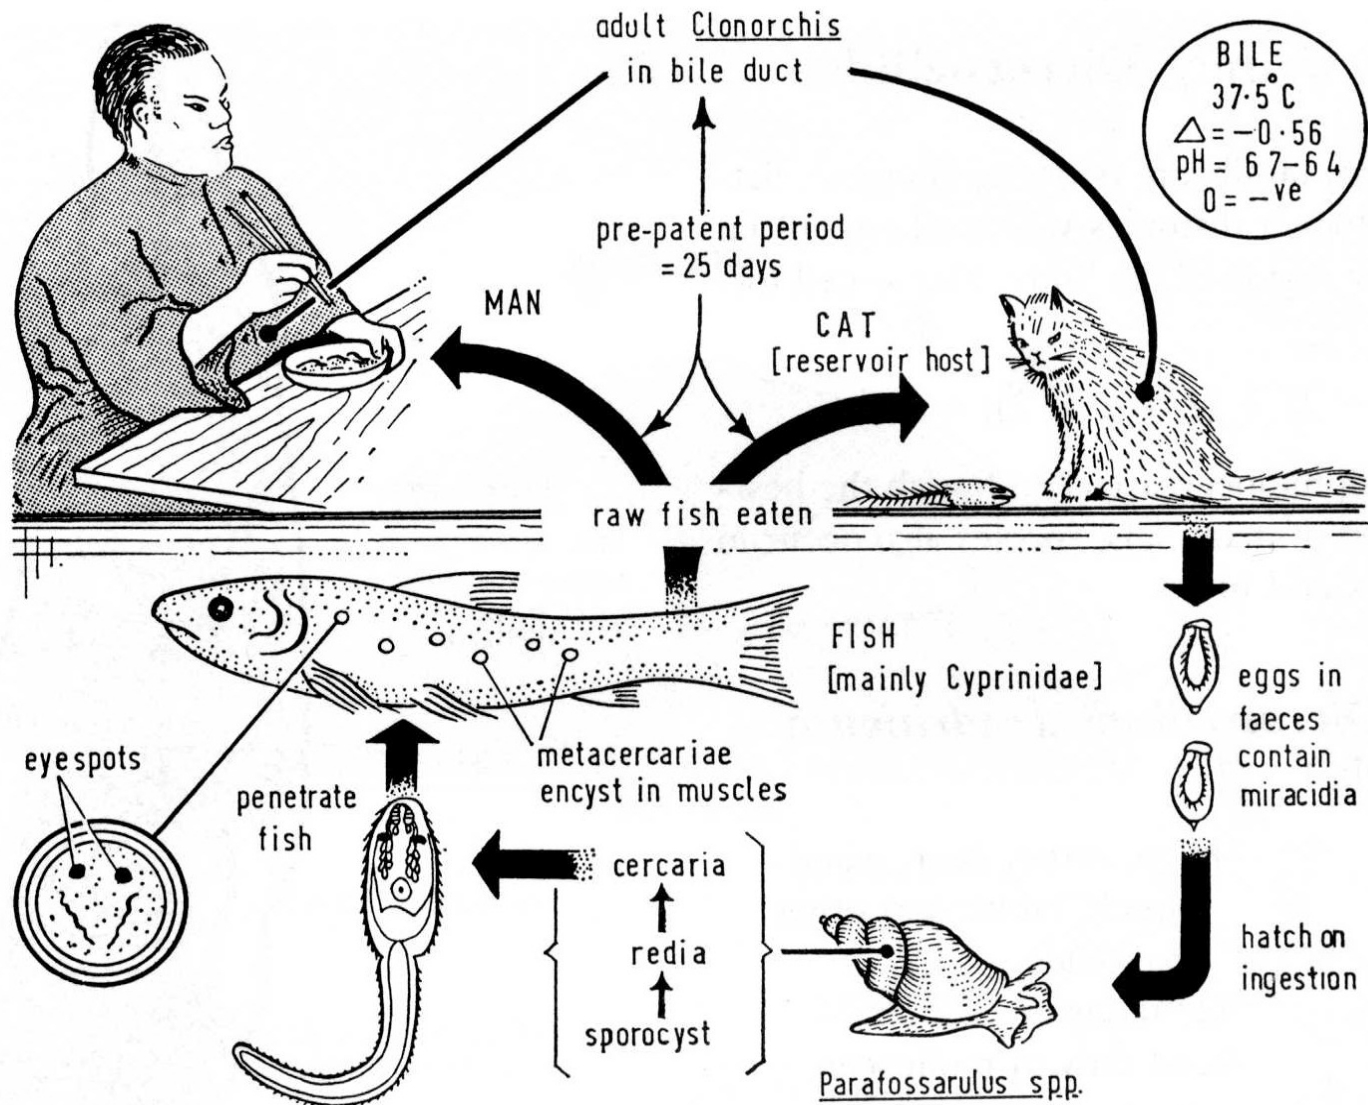 adult Clonorchis
in bile duct
BILE
37·5°C
△ = −0·56
pH = 6 7–6 4
O = −ve
pre-patent period
= 25 days
MAN
CAT
[reservoir host]
raw fish eaten
FISH
[mainly Cyprinidae]
eggs in
faeces
contain
miracidia
eyespots
metacercariae
encyst in muscles
penetrate
fish
cercaria
redia
sporocyst
hatch on
ingestion
Parafossarulus spp.